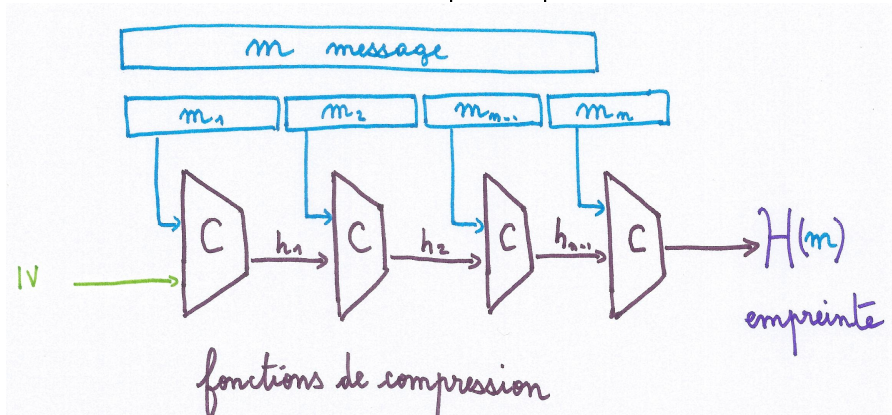 m message
m₁ m₂ mₙ₋₁ mₙ
C C C C
h₁ h₂ hₙ₋₁
H(m)
IV
empreinte
fonctions de compression